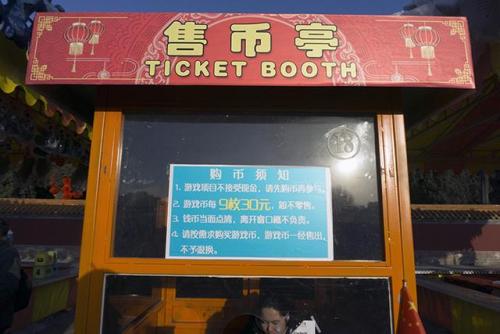 售币亭
TICKET BOOTH
18
购币须知
1. 游戏项目不接受现金，请先购币再参与。
2. 游戏币每9枚30元，如不零售。
3. 钱币当面点清，离开窗口概不负责。
4. 请按需求购买游戏币，游戏币一经售出，
不予退换。